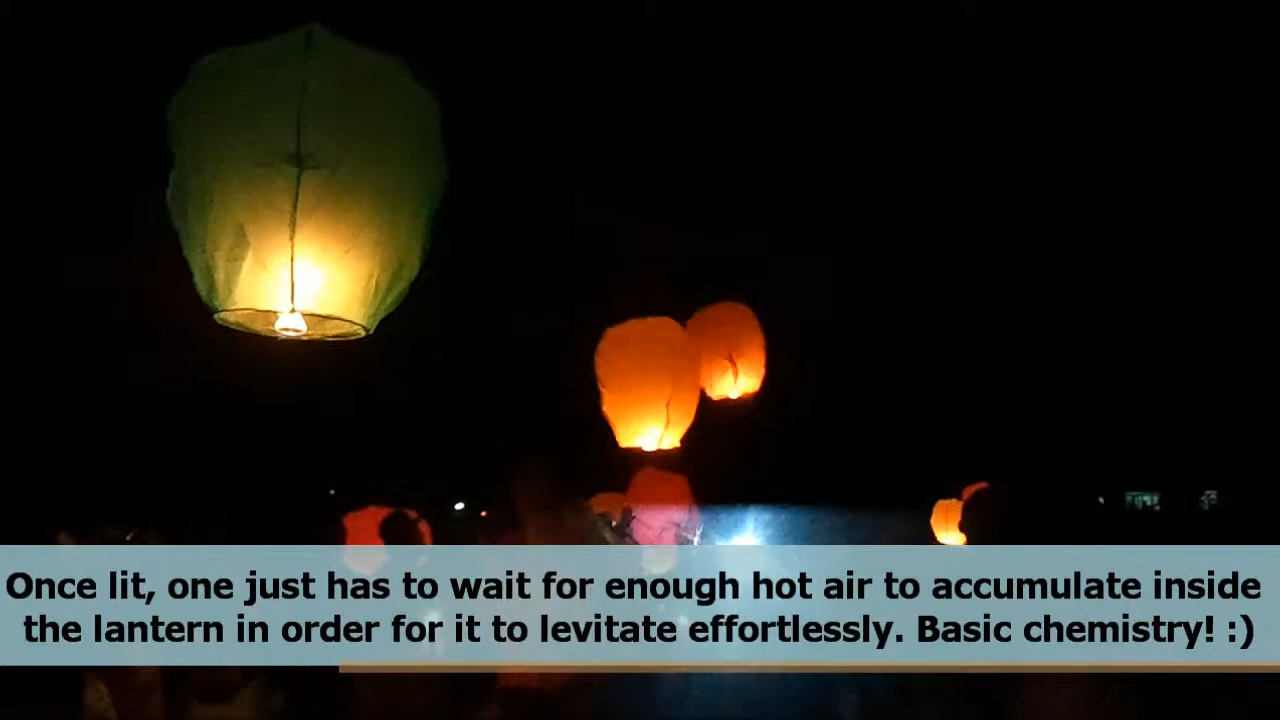 Once lit, one just has to wait for enough hot air to accumulate inside
the lantern in order for it to levitate effortlessly. Basic chemistry! :)